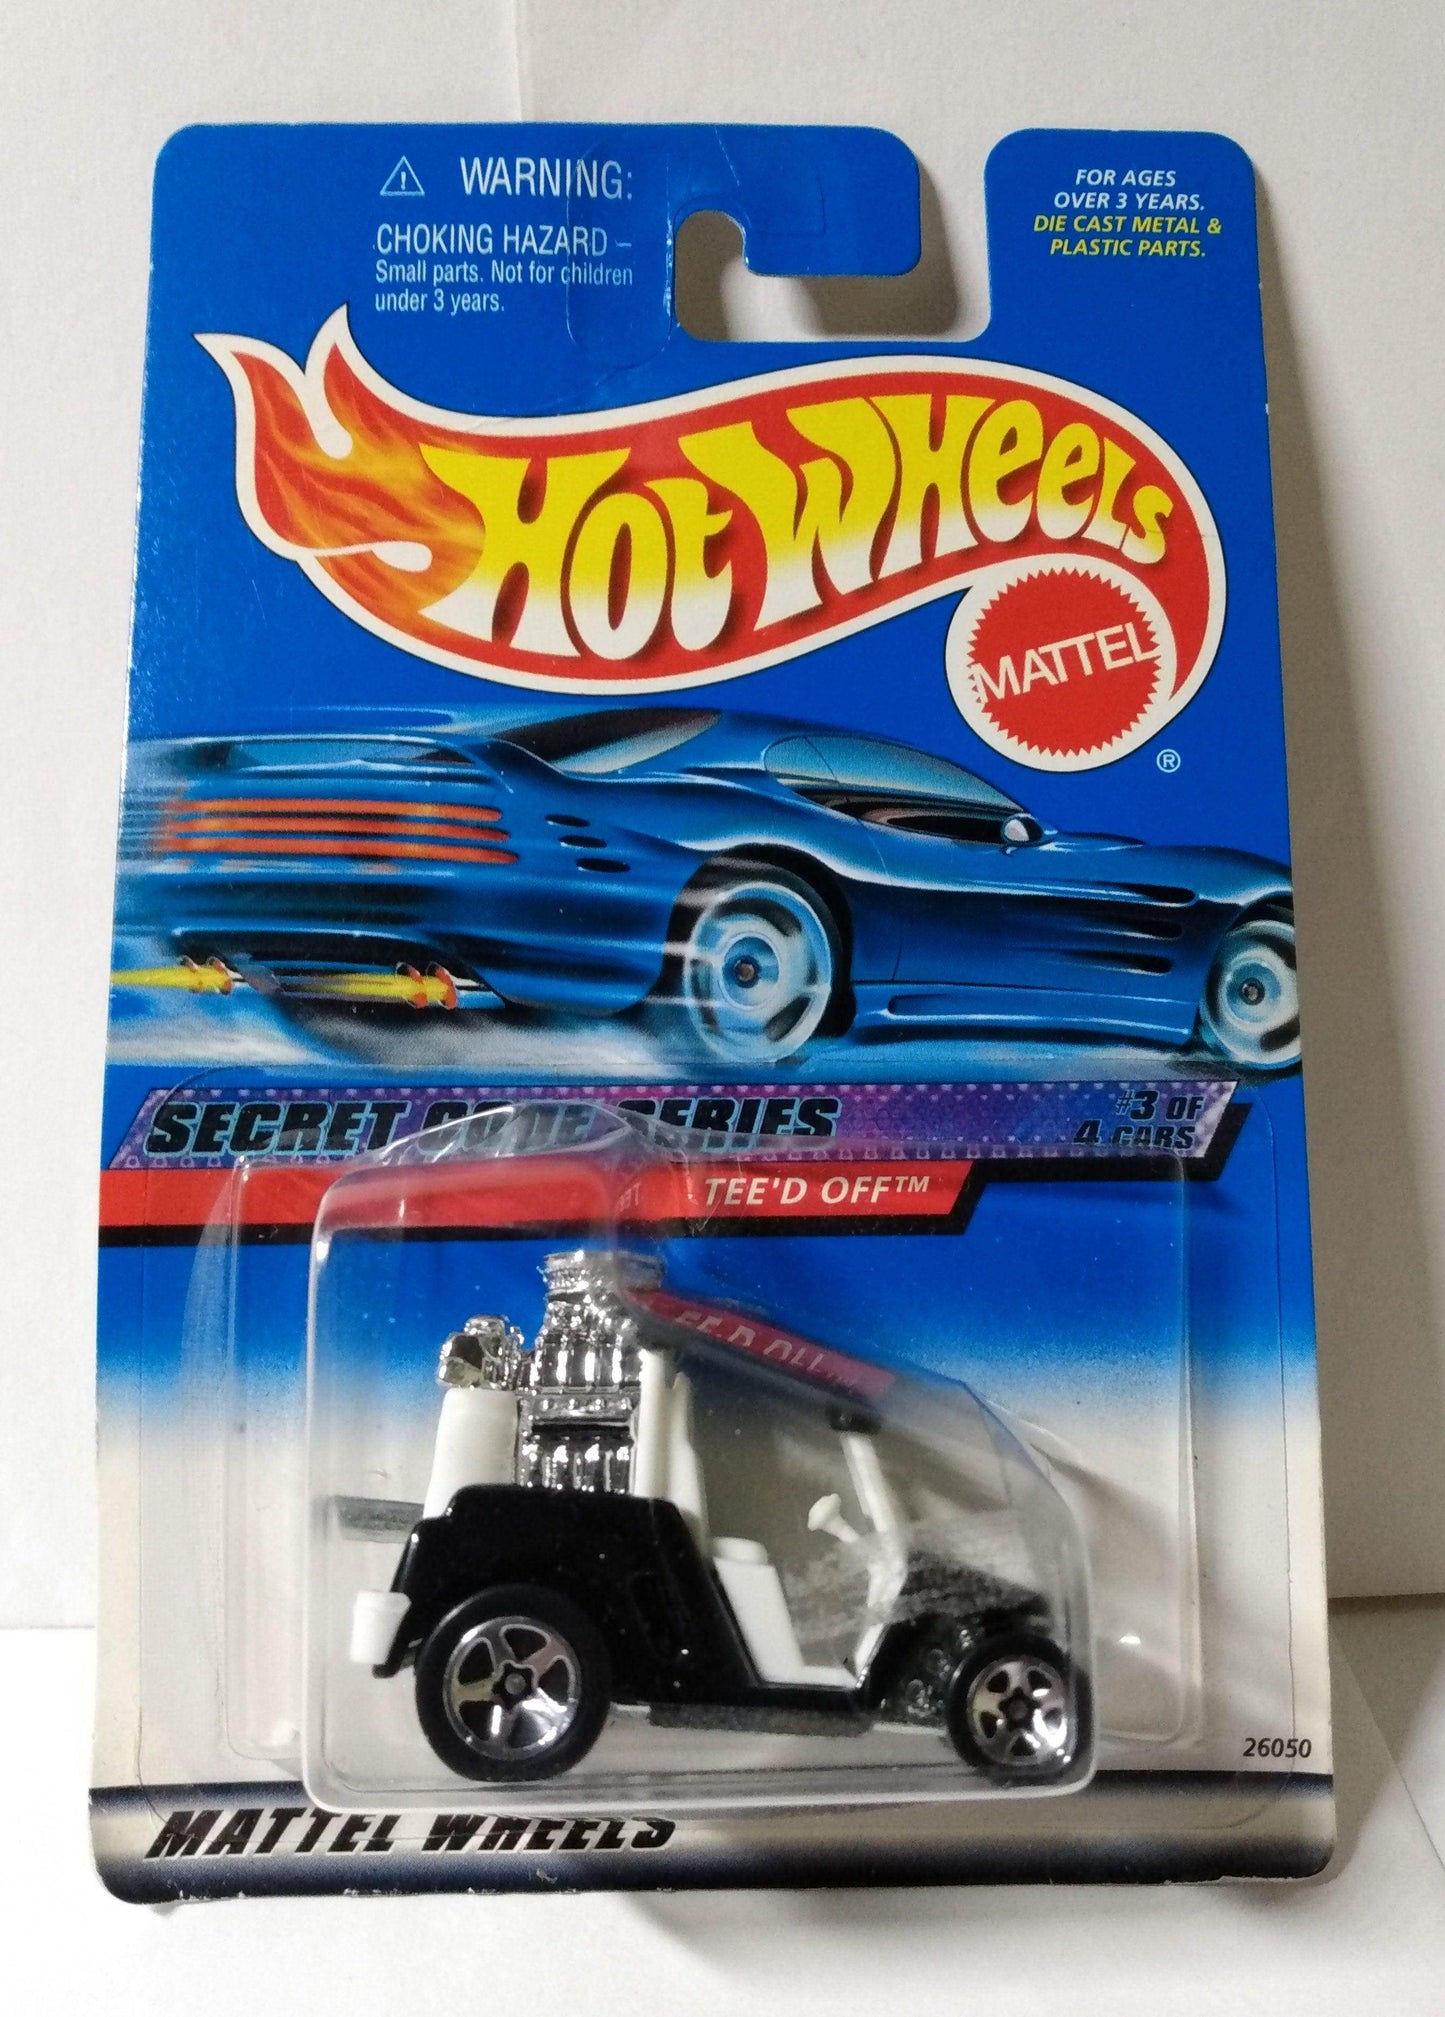 WARNING:
CHOKING HAZARD –
Small parts. Not for children
under 3 years.
FOR AGES
OVER 3 YEARS.
DIE CAST METAL &
PLASTIC PARTS.
HOT WHEELS
MATTEL
®
SECRET CODE SERIES
#3 OF
4 CARS
TEE'D OFF™
26050
MATTEL WHEELS